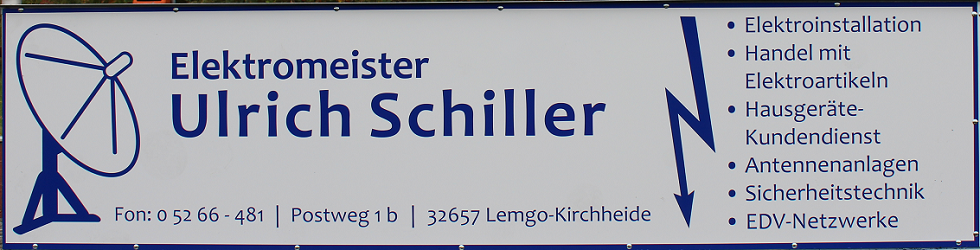 Elektromeister
Ulrich Schiller
Fon: 0 52 66 - 481 | Postweg 1 b | 32657 Lemgo-Kirchheide
• Elektroinstallation
• Handel mit
Elektroartikeln
• Hausgeräte-
Kundendienst
• Antennenanlagen
• Sicherheitstechnik
• EDV-Netzwerke